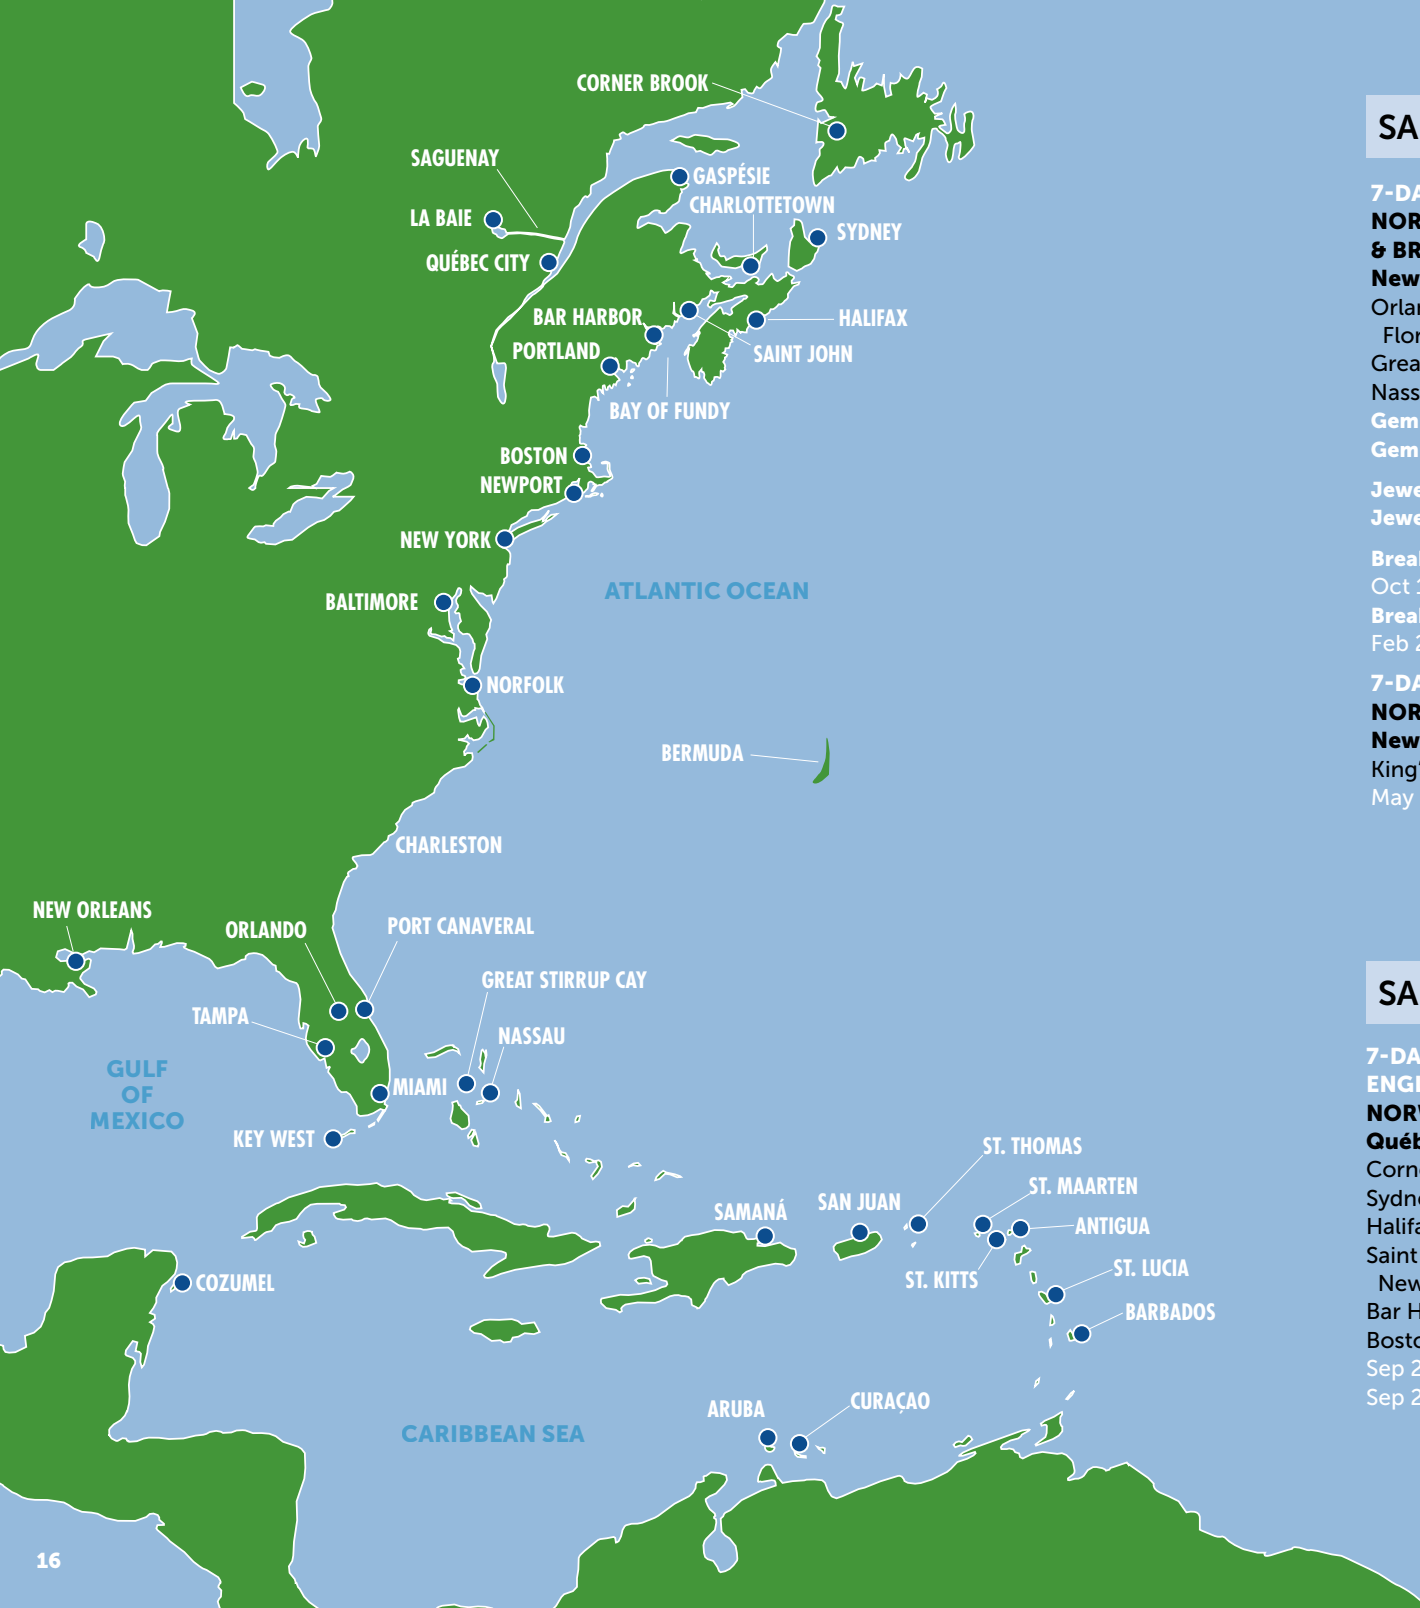 CORNER BROOK
SAGUENAY
GASPÉSIE
CHARLOTTETOWN
LA BAIE
SYDNEY
QUÉBEC CITY
BAR HARBOR
HALIFAX
PORTLAND
SAINT JOHN
BAY OF FUNDY
BOSTON
NEWPORT
NEW YORK
ATLANTIC OCEAN
BALTIMORE
NORFOLK
BERMUDA
CHARLESTON
NEW ORLEANS
ORLANDO
PORT CANAVERAL
GREAT STIRRUP CAY
TAMPA
NASSAU
GULF
OF
MEXICO
MIAMI
KEY WEST
ST. THOMAS
ST. MAARTEN
SAMANÁ
SAN JUAN
ANTIGUA
ST. KITTS
ST. LUCIA
COZUMEL
BARBADOS
ARUBA
CURAÇAO
CARIBBEAN SEA
16
SA
7-DA
NOR
& BR
New
Orla
Flor
Grea
Nass
Gem
Gem
Jewe
Jewe
Brea
Oct
Brea
Feb 2
7-DA
NOR
New
King'
May
SA
7-DA
ENG
NOR
Québ
Corn
Sydn
Halifa
Saint
New
Bar H
Bosto
Sep 2
Sep 2